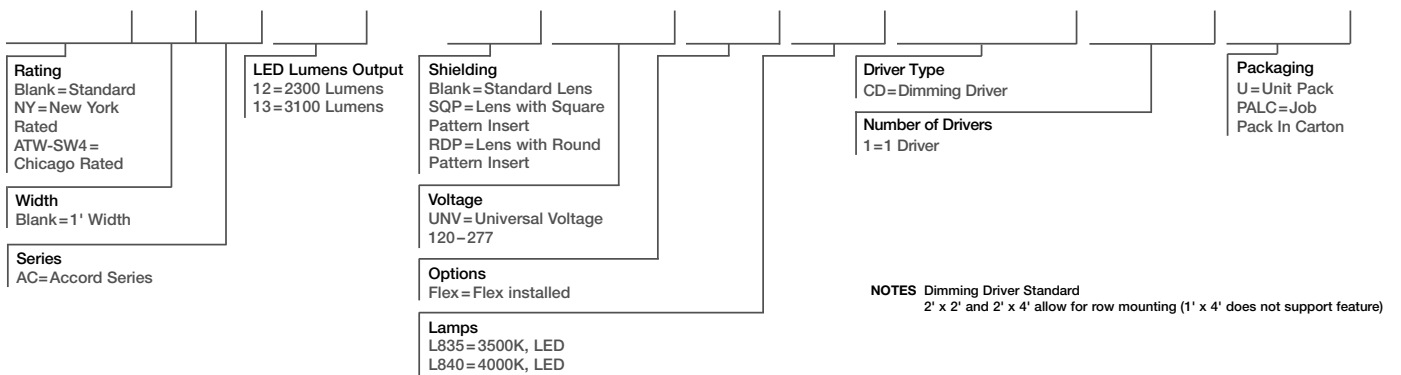 Rating
Blank=Standard
NY=New York
Rated
ATW-SW4=
Chicago Rated
Width
Blank=1' Width
Series
AC=Accord Series
LED Lumens Output
12=2300 Lumens
13=3100 Lumens
Shielding
Blank=Standard Lens
SQP=Lens with Square
Pattern Insert
RDP=Lens with Round
Pattern Insert
Voltage
UNV=Universal Voltage
120–277
Options
Flex=Flex installed
Lamps
L835=3500K, LED
L840=4000K, LED
Driver Type
CD=Dimming Driver
Number of Drivers
1=1 Driver
Packaging
U=Unit Pack
PALC=Job
Pack In Carton
NOTES Dimming Driver Standard
2' x 2' and 2' x 4' allow for row mounting (1' x 4' does not support feature)